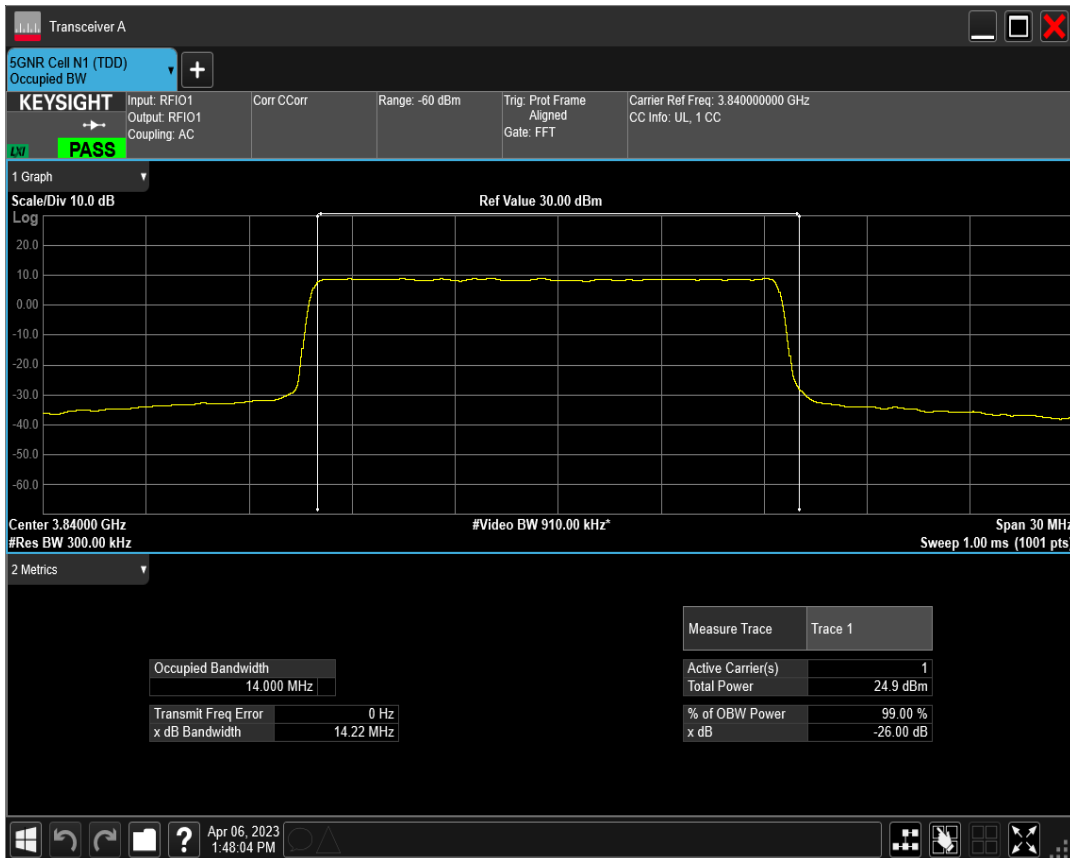 Transceiver A
5GNR Cell N1 (TDD)
Occupied BW
+
KEYSIGHT
LXI
PASS
Input: RFIO1
Output: RFIO1
Coupling: AC
Corr CCorr
Range: -60 dBm
Trig: Prot Frame
Aligned
Gate: FFT
Carrier Ref Freq: 3.840000000 GHz
CC Info: UL, 1 CC
1 Graph
Scale/Div 10.0 dB
Ref Value 30.00 dBm
Log
20.0
10.0
0.00
-10.0
-20.0
-30.0
-40.0
-50.0
-60.0
Center 3.84000 GHz
#Video BW 910.00 kHz*
Span 30 MHz
#Res BW 300.00 kHz
Sweep 1.00 ms (1001 pts)
2 Metrics
Measure Trace Trace 1
Occupied Bandwidth
14.000 MHz
Active Carrier(s) 1
Total Power 24.9 dBm
Transmit Freq Error 0 Hz
x dB Bandwidth 14.22 MHz
% of OBW Power 99.00 %
x dB -26.00 dB
?
Apr 06, 2023
1:48:04 PM